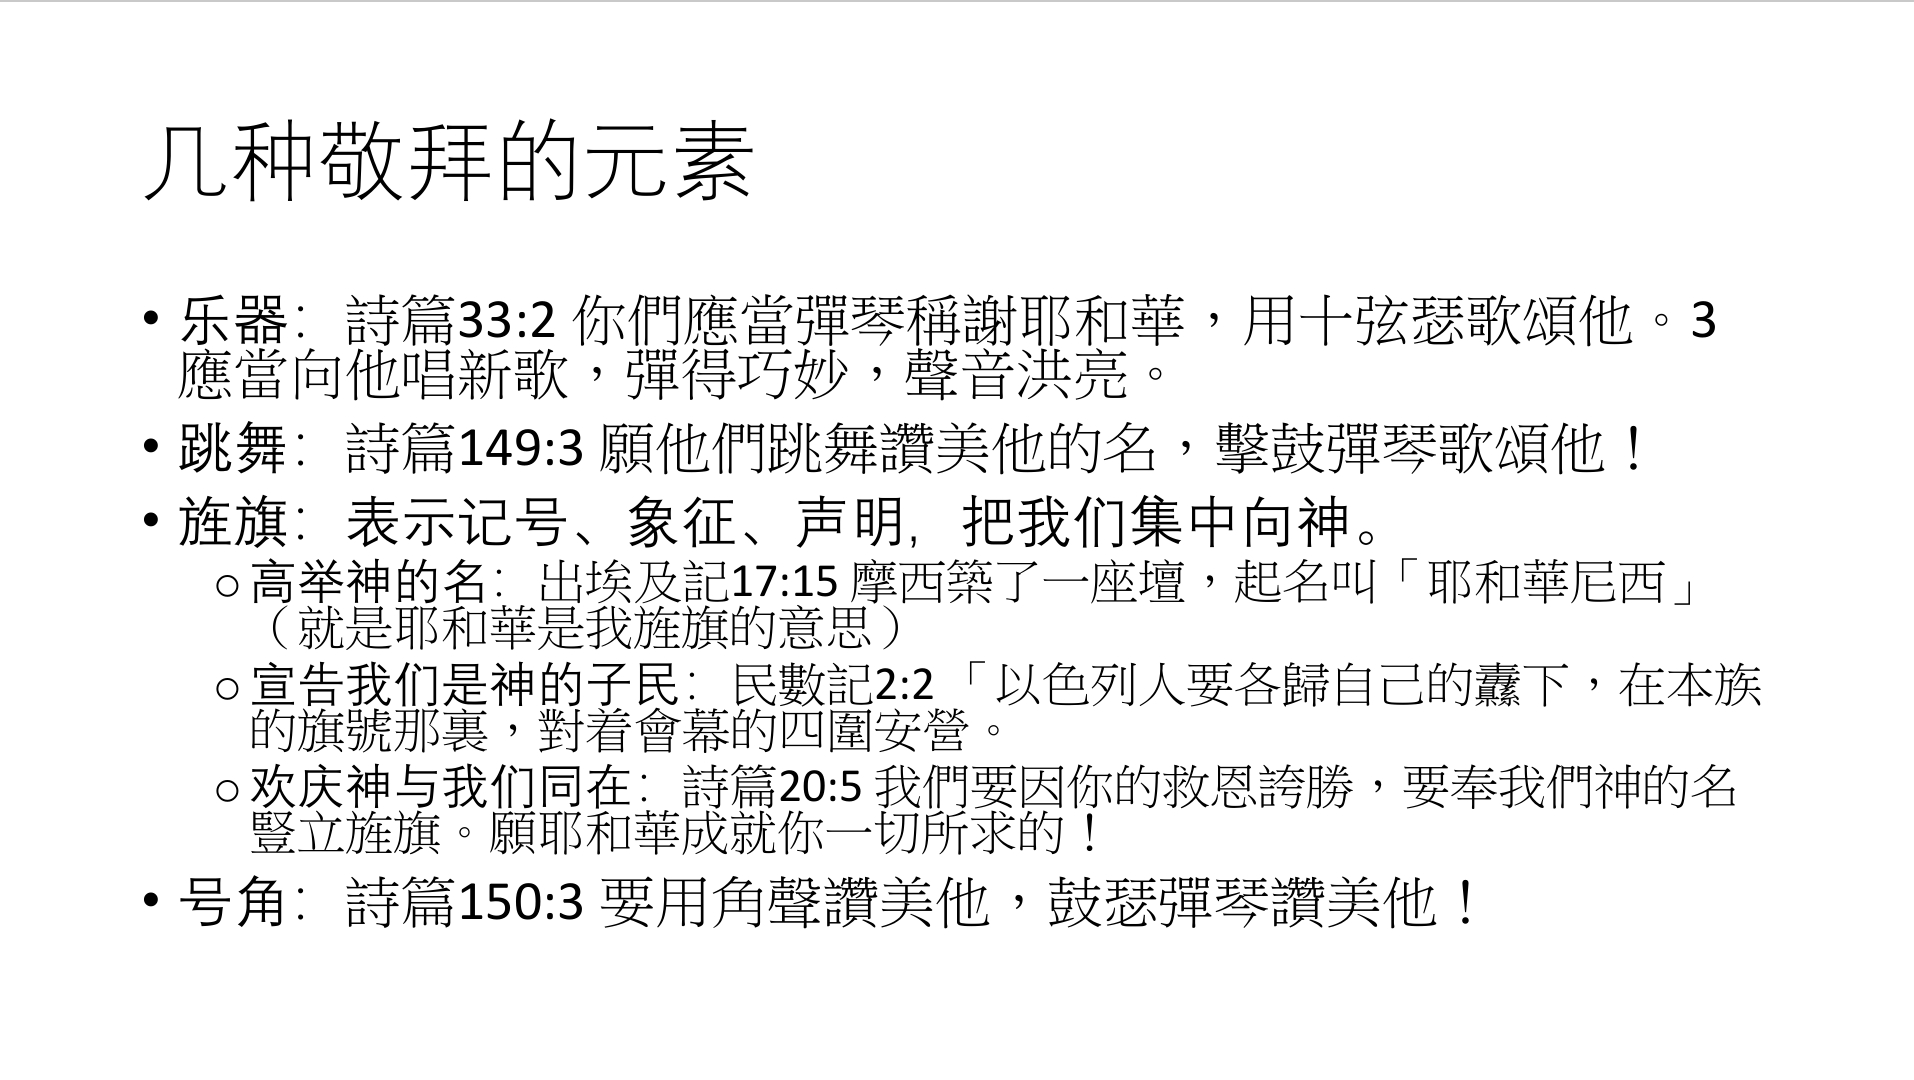 几种敬拜的元素
• 乐器：詩篇33:2 你們應當彈琴稱謝耶和華，用十弦瑟歌頌他。3
應當向他唱新歌，彈得巧妙，聲音洪亮。
• 跳舞：詩篇149:3 願他們跳舞讚美他的名，擊鼓彈琴歌頌他！
• 旌旗：表示记号、象征、声明，把我们集中向神。
o 高举神的名：出埃及記17:15 摩西築了一座壇，起名叫「耶和華尼西」
（就是耶和華是我旌旗的意思）
o 宣告我们是神的子民：民數記2:2 「以色列人要各歸自己的纛下，在本族
的旗號那裏，對着會幕的四圍安營。
o 欢庆神与我们同在：詩篇20:5 我們要因你的救恩誇勝，要奉我們神的名
豎立旌旗。願耶和華成就你一切所求的！
• 号角：詩篇150:3 要用角聲讚美他，鼓瑟彈琴讚美他！